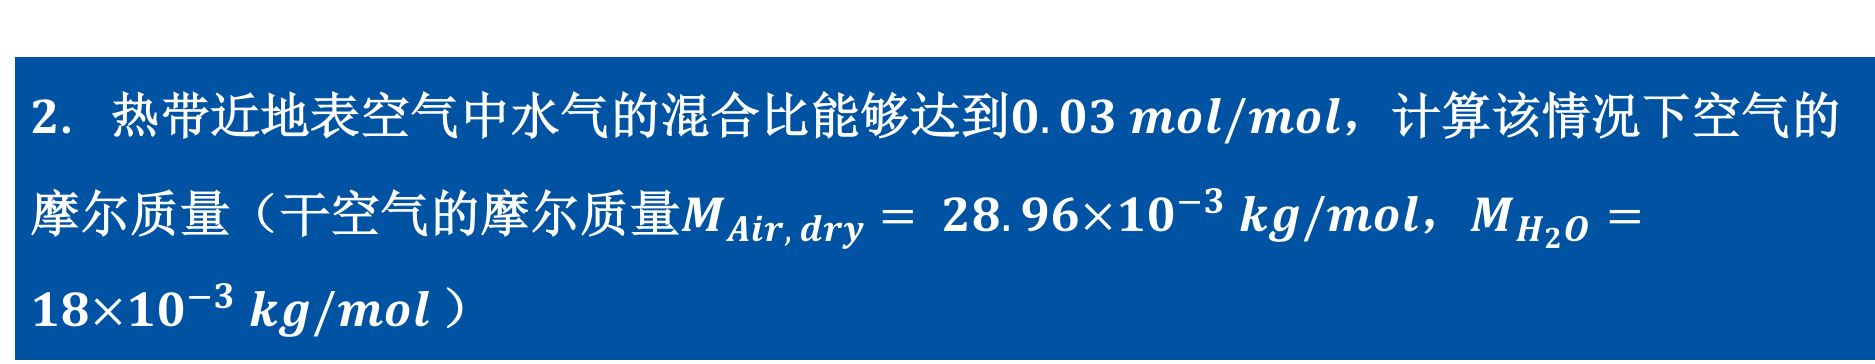 2. 热带近地表空气中水气的混合比能够达到0.03 mol/mol，计算该情况下空气的
摩尔质量（干空气的摩尔质量M_{Air, dry} = 28.96×10^{-3} kg/mol，M_{H_2O} =
18×10^{-3} kg/mol）